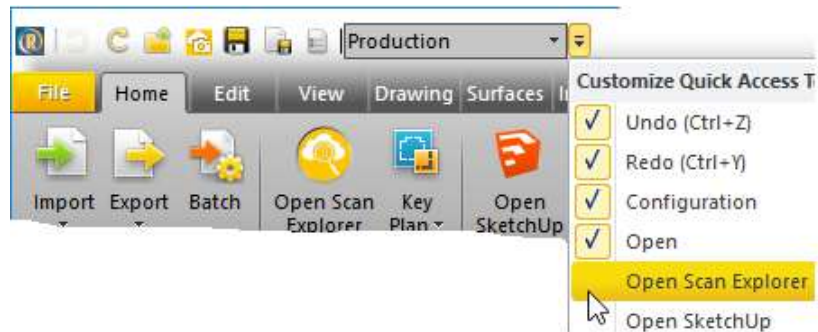 Production
File Home Edit View Drawing Surfaces
Import Export Batch Open Scan Explorer Key Plan Open SketchUp
Customize Quick Access
Undo (Ctrl+Z)
Redo (Ctrl+Y)
Configuration
Open
Open Scan Explorer
Open SketchUp